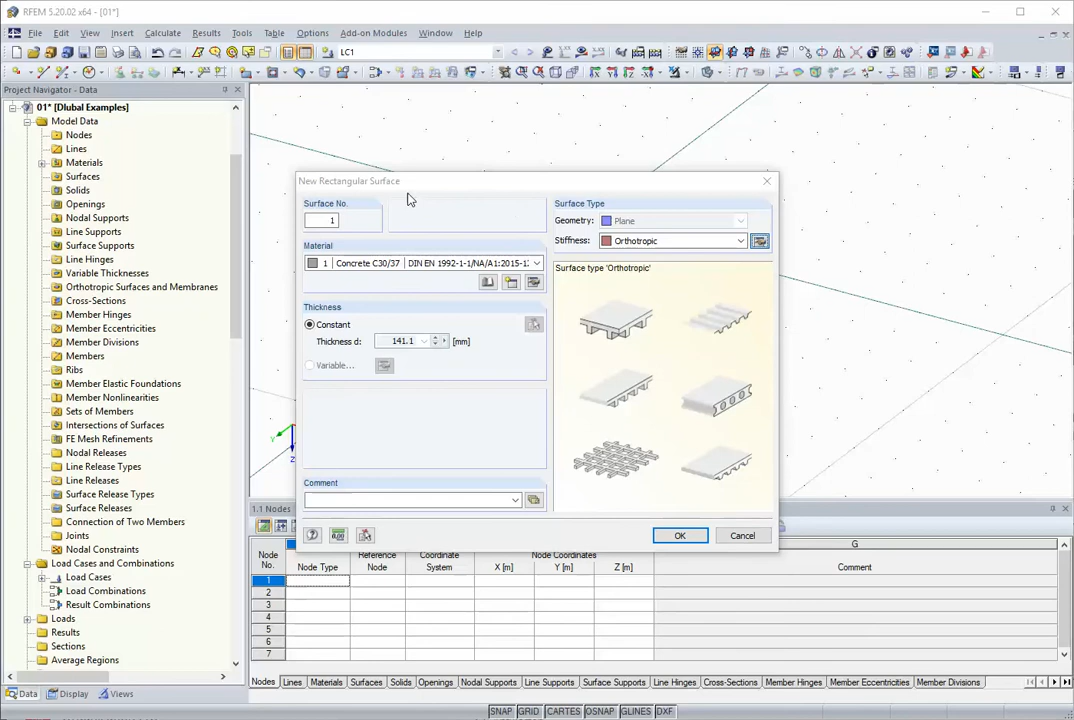 RFEM 5.20.02 x64 - [01*]
File Edit View Insert Calculate Results Tools Table Options Add-on Modules Window Help
LC1
Project Navigator - Data
01* [Dlubal Examples]
Model Data
Nodes
Lines
Materials
Surfaces
Solids
Openings
Nodal Supports
Line Supports
Surface Supports
Line Hinges
Variable Thicknesses
Orthotropic Surfaces and Membranes
Cross-Sections
Member Hinges
Member Eccentricities
Member Divisions
Members
Ribs
Member Elastic Foundations
Member Nonlinearities
Sets of Members
Intersections of Surfaces
FE Mesh Refinements
Nodal Releases
Line Release Types
Line Releases
Surface Release Types
Surface Releases
Connection of Two Members
Joints
Nodal Constraints
Load Cases and Combinations
Load Cases
Load Combinations
Result Combinations
Loads
Results
Sections
Average Regions
Data Display Views
New Rectangular Surface
Surface No.
1
Material
1 Concrete C30/37 DIN EN 1992-1-1/NA/A1:2015-1
Thickness
Constant
Thickness d: 141.1 [mm]
Variable...
Comment
Surface Type
Geometry: Plane
Stiffness: Orthotropic
Surface type 'Orthotropic'
OK Cancel
Y
Z
1.1 Nodes
G
Node No. Node Type Reference Node Coordinate System Node Coordinates X [m] Y [m] Z [m] Comment
1
2
3
4
5
6
7
Nodes Lines Materials Surfaces Solids Openings Nodal Supports Line Supports Surface Supports Line Hinges Cross-Sections Member Hinges Member Eccentricities Member Divisions
SNAP GRID CARTES OSNAP GLINES DXF